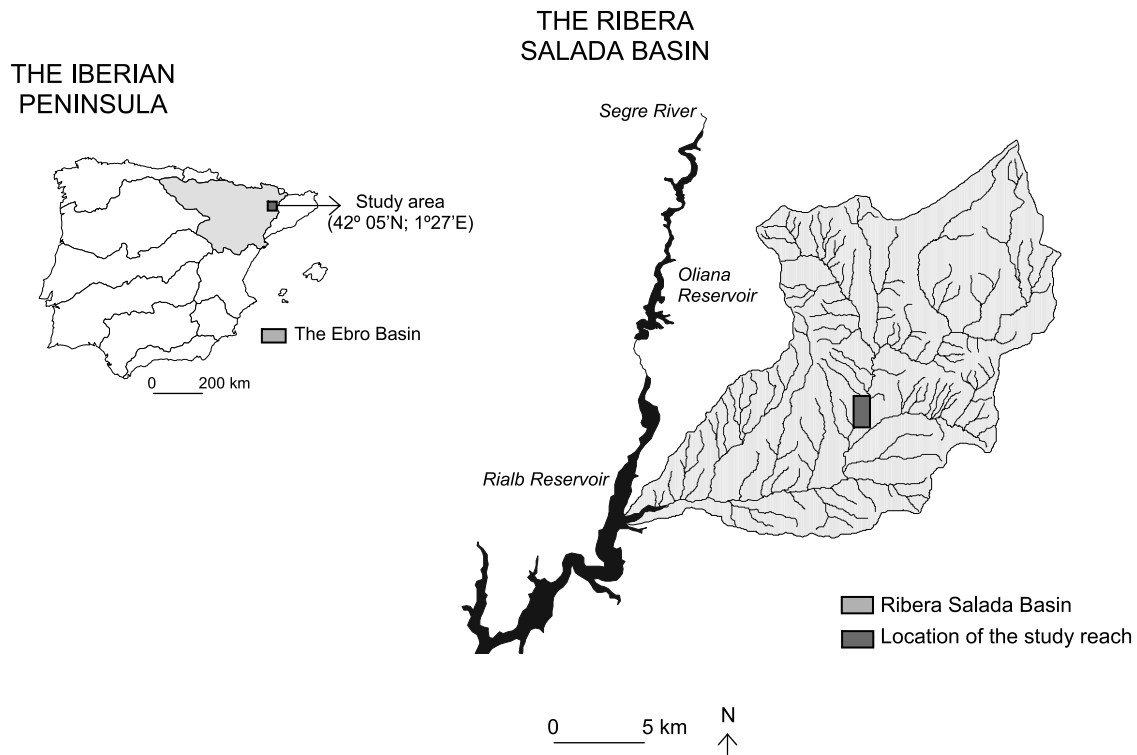 THE RIBERA
SALADA BASIN
THE IBERIAN
PENINSULA
Segre River
Study area
(42º 05'N; 1º27'E)
Oliana
Reservoir
The Ebro Basin
0 200 km
Rialb Reservoir
Ribera Salada Basin
Location of the study reach
0 5 km
N